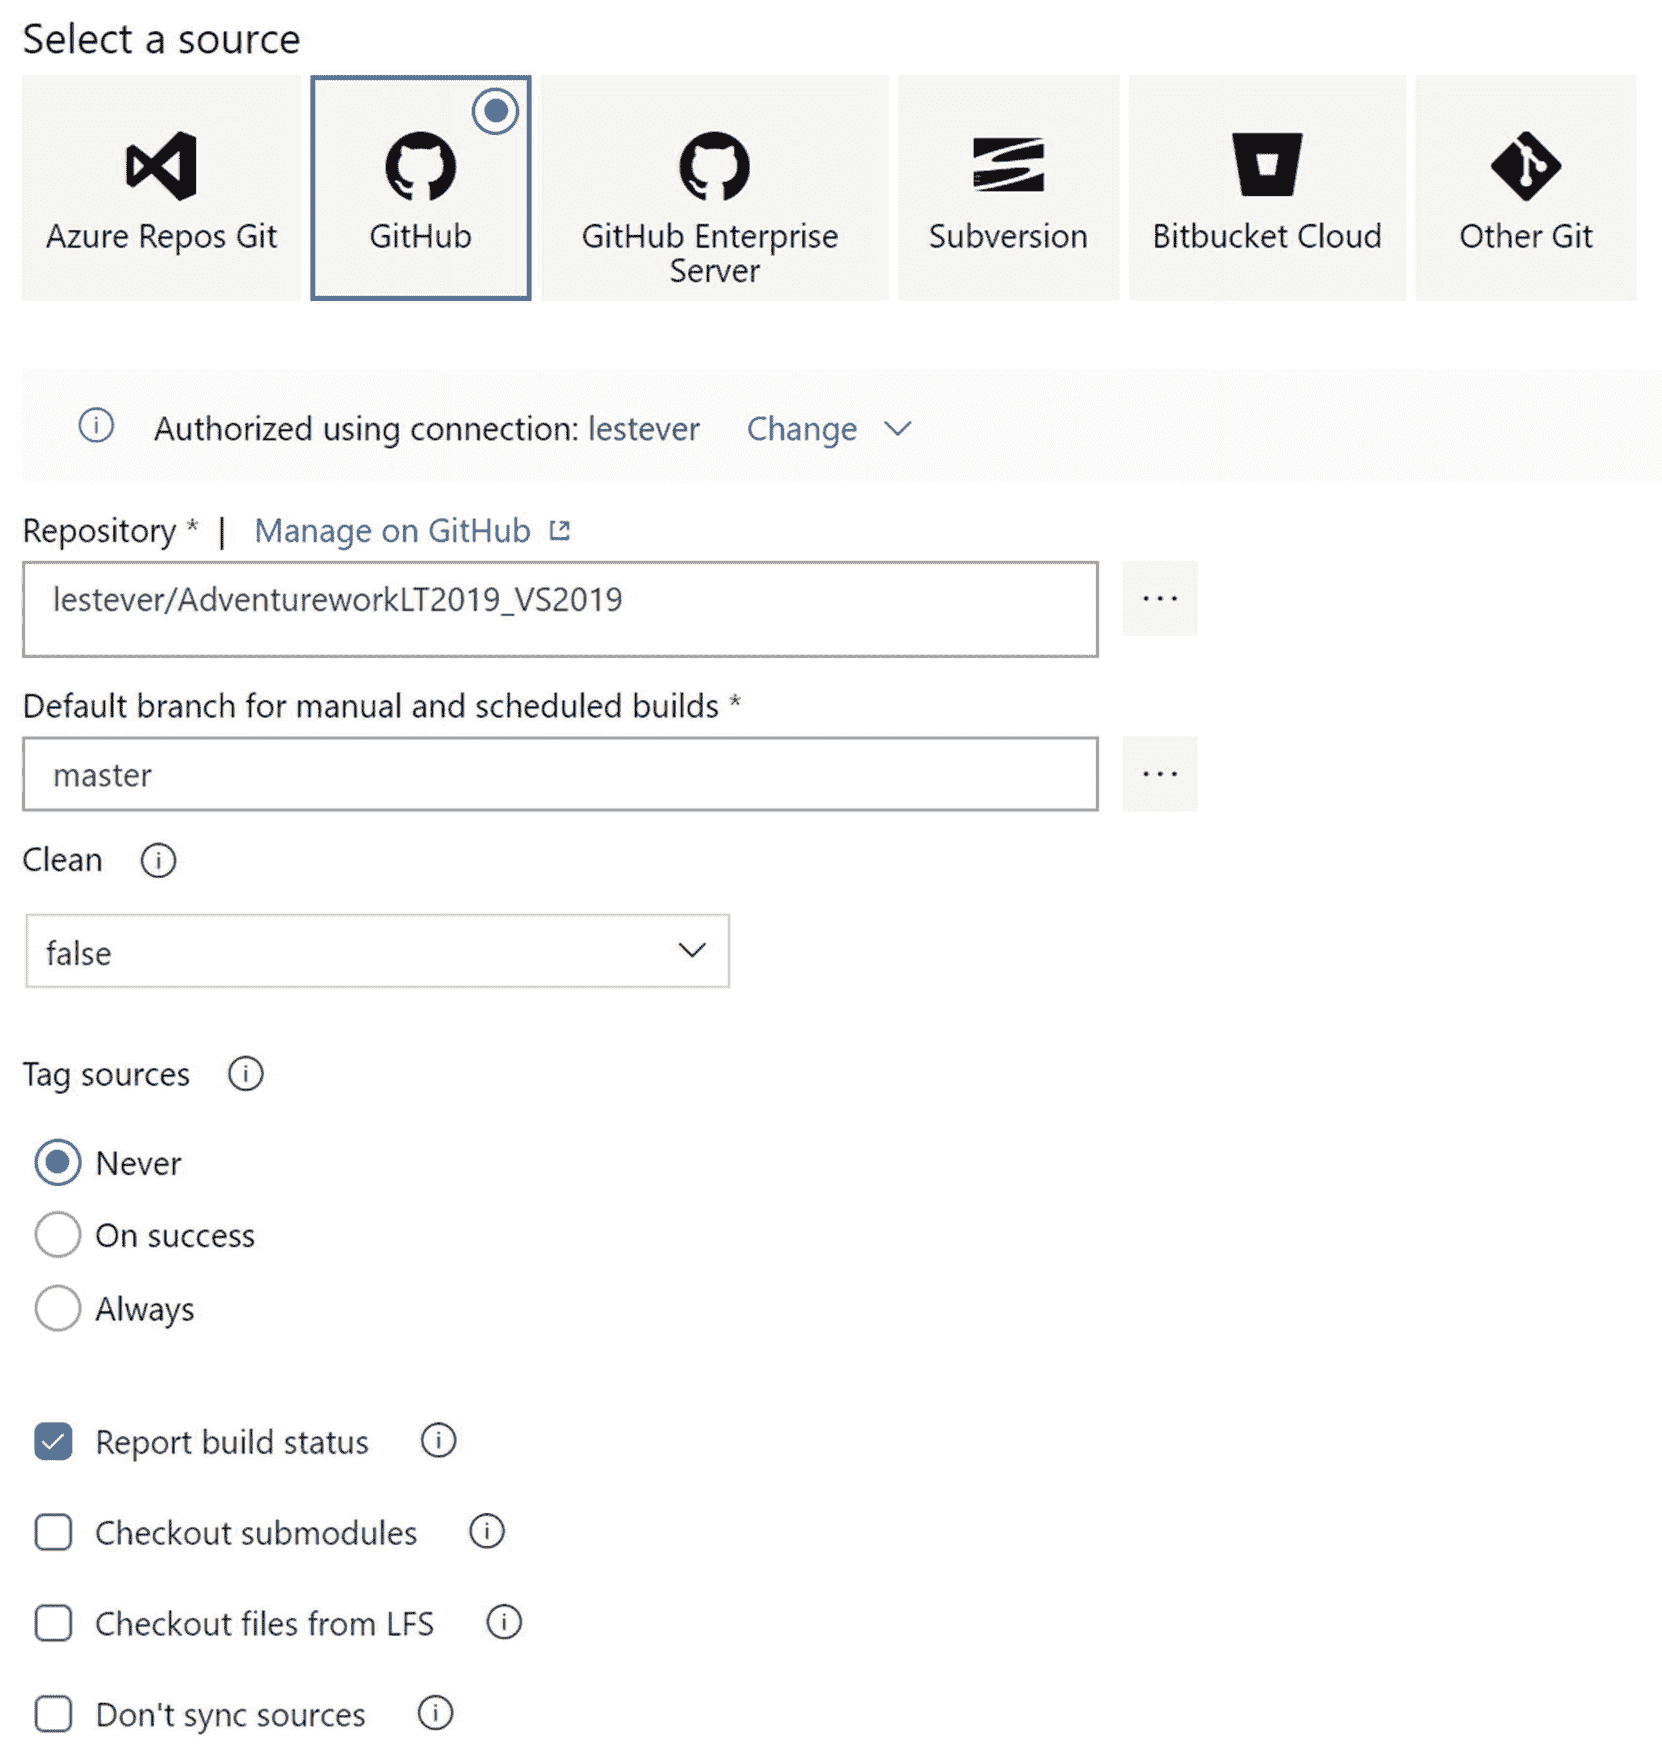 Select a source
Azure Repos Git
GitHub
GitHub Enterprise
Server
Subversion
Bitbucket Cloud
Other Git
Authorized using connection: lestever Change
Repository * | Manage on GitHub
lestever/AdventureworkLT2019_VS2019
...
Default branch for manual and scheduled builds *
master
...
Clean
false
Tag sources
Never
On success
Always
Report build status
Checkout submodules
Checkout files from LFS
Don't sync sources